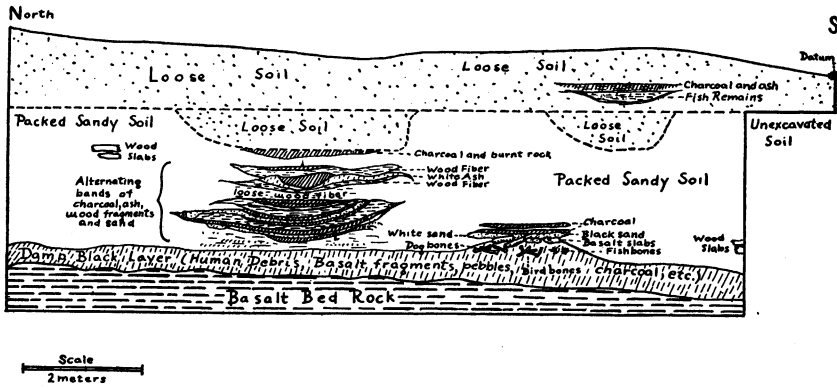 North
S
Datum
Loose Soil
Loose Soil
Charcoal and ash
Fish Remains
Packed Sandy Soil
Loose Soil
Loose
Soil
Unexcavated
Soil
Wood
Slabs
Charcoal and burnt rock
Alternating
bands of
charcoal, ash,
wood fragments
and sand
Wood Fiber
White Ash
Wood Fiber
loose wood fiber
Packed Sandy Soil
Charcoal
White sand
Black sand
Dog bones
Basalt slabs
Fishbones
Wood
Slabs
Damp Black Layer (Human Debris, Basalt fragments, pebbles, Birdbones, charcoal, etc.)
Basalt Bed Rock
Scale
2 meters